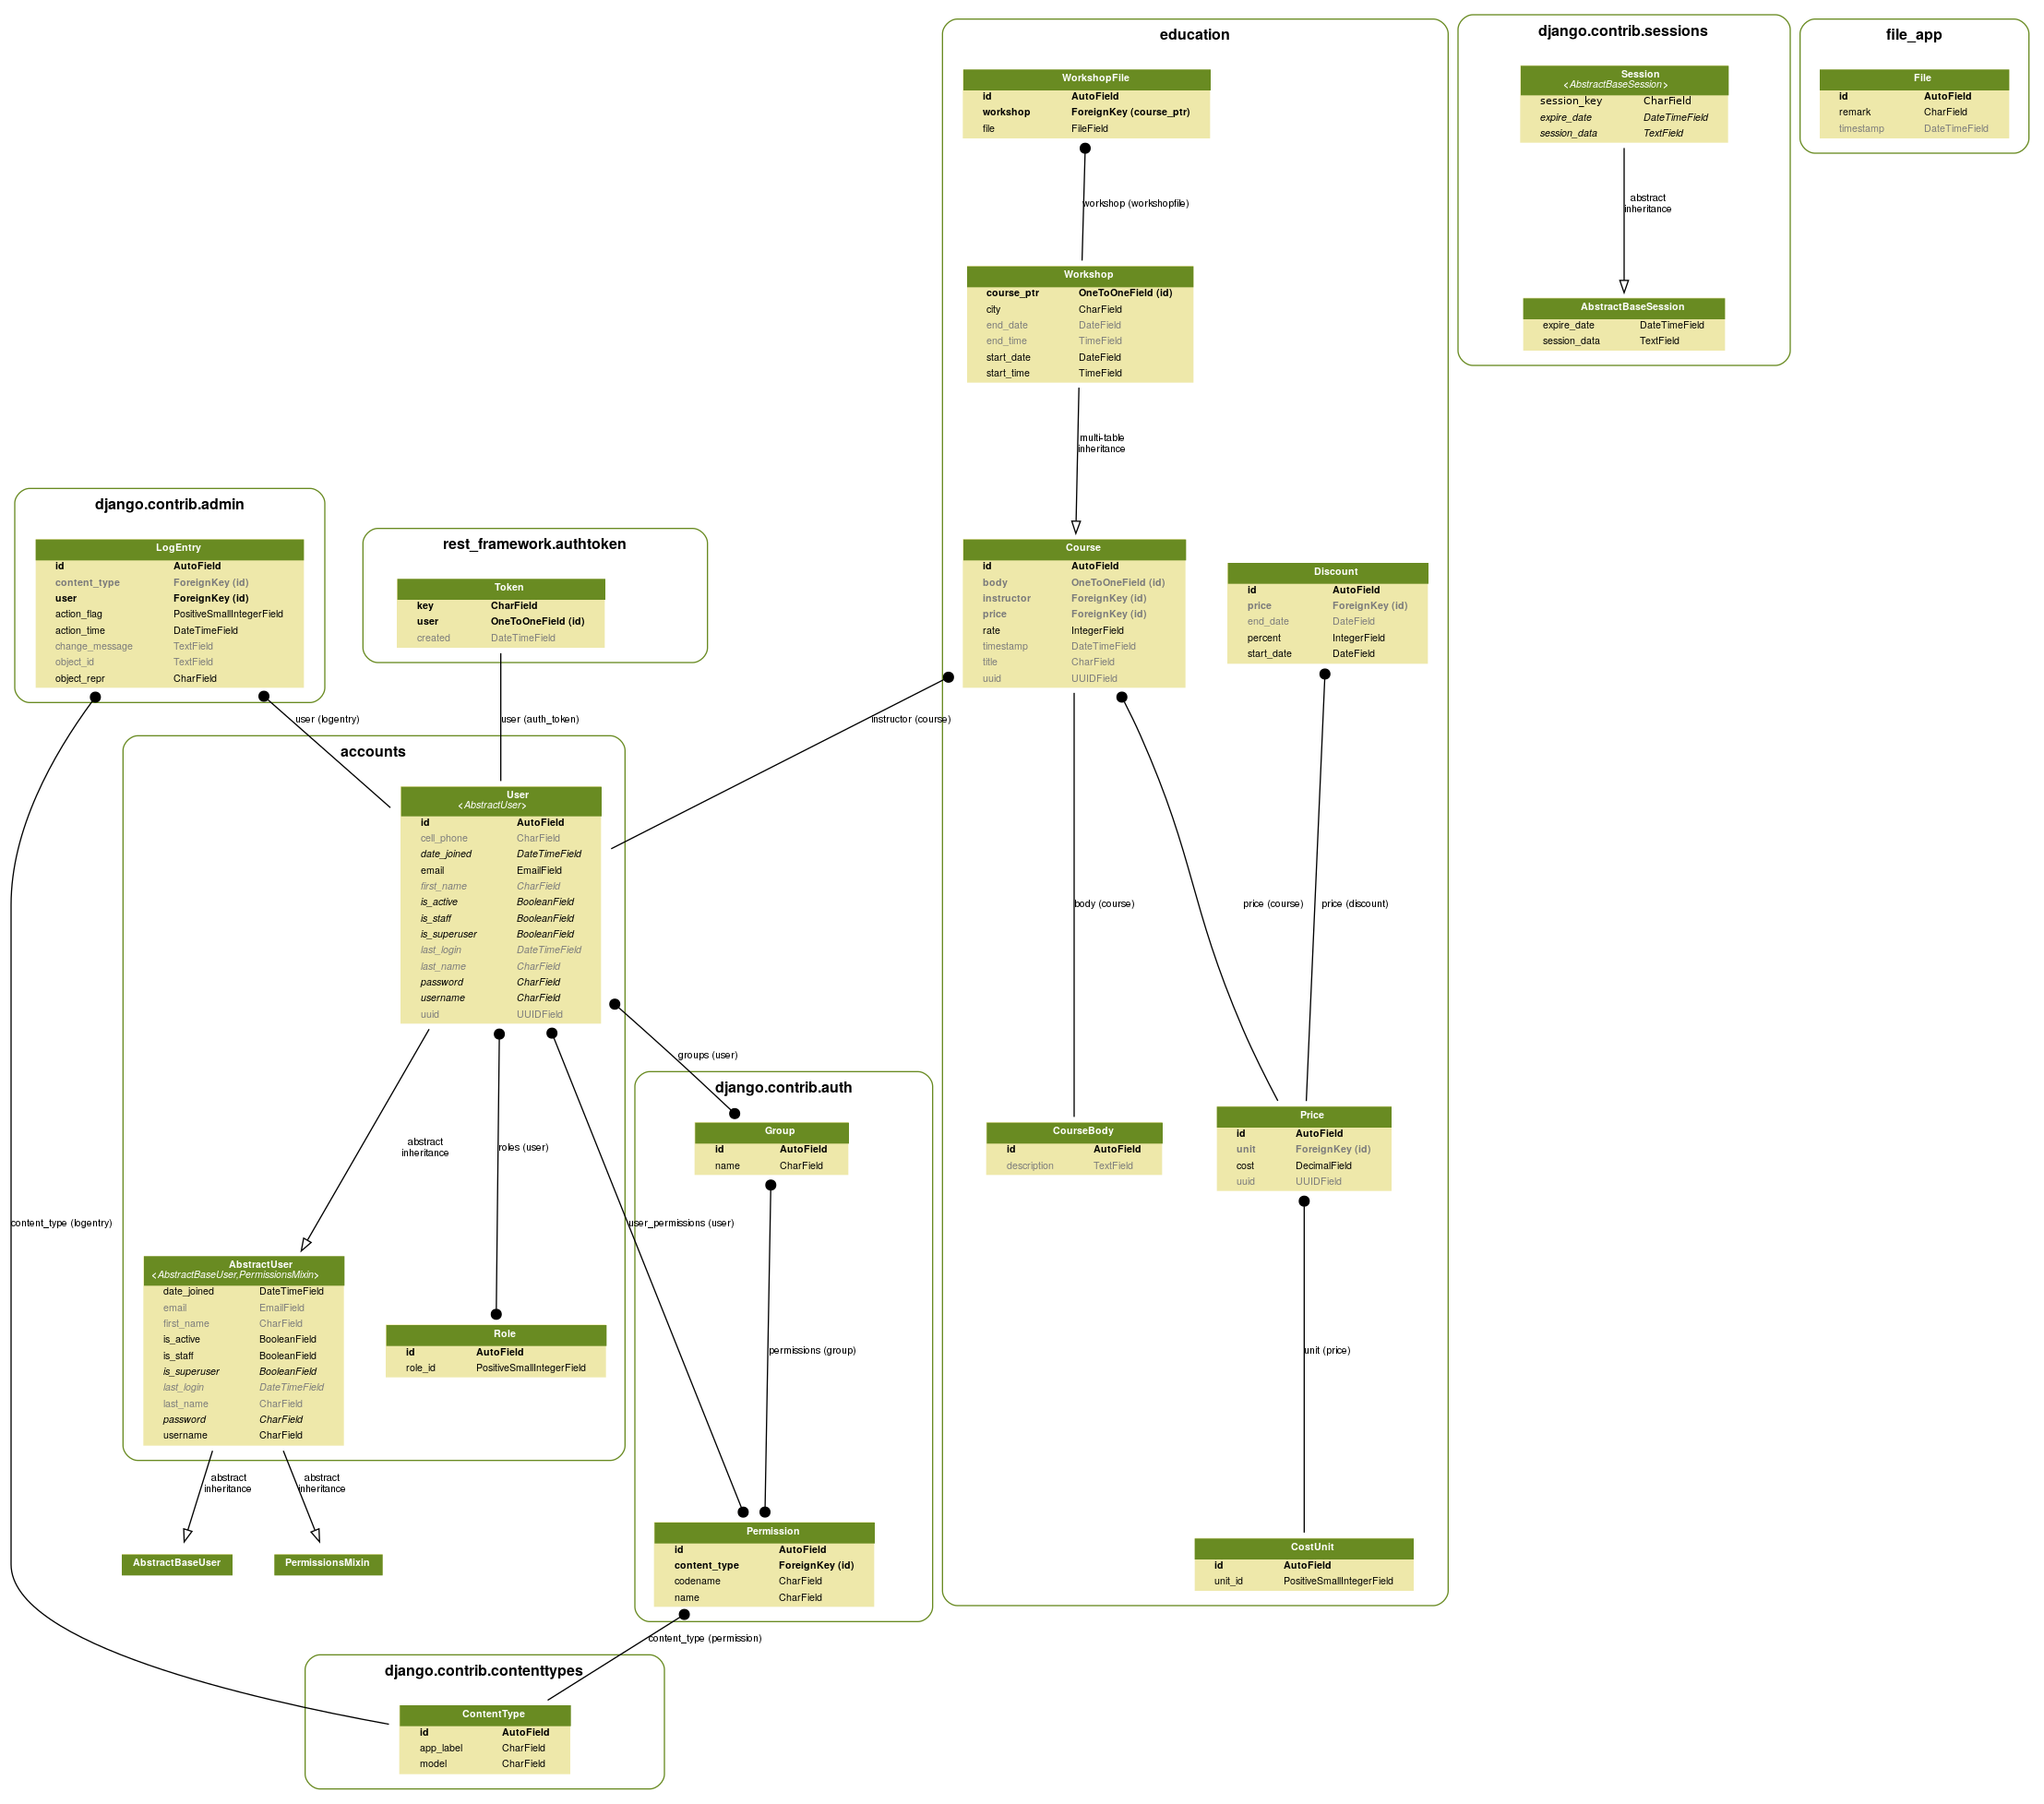 education
WorkshopFile
id AutoField
workshop ForeignKey (course_ptr)
file FileField
workshop (workshopfile)
Workshop
course_ptr OneToOneField (id)
city CharField
end_date DateField
end_time TimeField
start_date DateField
start_time TimeField
multi-table
inheritance
Course
id AutoField
body OneToOneField (id)
instructor ForeignKey (id)
price ForeignKey (id)
rate IntegerField
timestamp DateTimeField
title CharField
uuid UUIDField
Discount
id AutoField
price ForeignKey (id)
end_date DateField
percent IntegerField
start_date DateField
instructor (course)
body (course)
price (course)
price (discount)
CourseBody
id AutoField
description TextField
Price
id AutoField
unit ForeignKey (id)
cost DecimalField
uuid UUIDField
unit (price)
CostUnit
id AutoField
unit_id PositiveSmallIntegerField
django.contrib.sessions
Session
<AbstractBaseSession>
session_key CharField
expire_date DateTimeField
session_data TextField
abstract
inheritance
AbstractBaseSession
expire_date DateTimeField
session_data TextField
file_app
File
id AutoField
remark CharField
timestamp DateTimeField
django.contrib.admin
LogEntry
id AutoField
content_type ForeignKey (id)
user ForeignKey (id)
action_flag PositiveSmallIntegerField
action_time DateTimeField
change_message TextField
object_id TextField
object_repr CharField
user (logentry)
content_type (logentry)
rest_framework.authtoken
Token
key CharField
user OneToOneField (id)
created DateTimeField
user (auth_token)
accounts
User
<AbstractUser>
id AutoField
cell_phone CharField
date_joined DateTimeField
email EmailField
first_name CharField
is_active BooleanField
is_staff BooleanField
is_superuser BooleanField
last_login DateTimeField
last_name CharField
password CharField
username CharField
uuid UUIDField
abstract
inheritance
roles (user)
user_permissions (user)
groups (user)
AbstractUser
<AbstractBaseUser,PermissionsMixin>
date_joined DateTimeField
email EmailField
first_name CharField
is_active BooleanField
is_staff BooleanField
is_superuser BooleanField
last_login DateTimeField
last_name CharField
password CharField
username CharField
Role
id AutoField
role_id PositiveSmallIntegerField
abstract
inheritance
abstract
inheritance
AbstractBaseUser
PermissionsMixin
django.contrib.auth
Group
id AutoField
name CharField
permissions (group)
Permission
id AutoField
content_type ForeignKey (id)
codename CharField
name CharField
content_type (permission)
django.contrib.contenttypes
ContentType
id AutoField
app_label CharField
model CharField